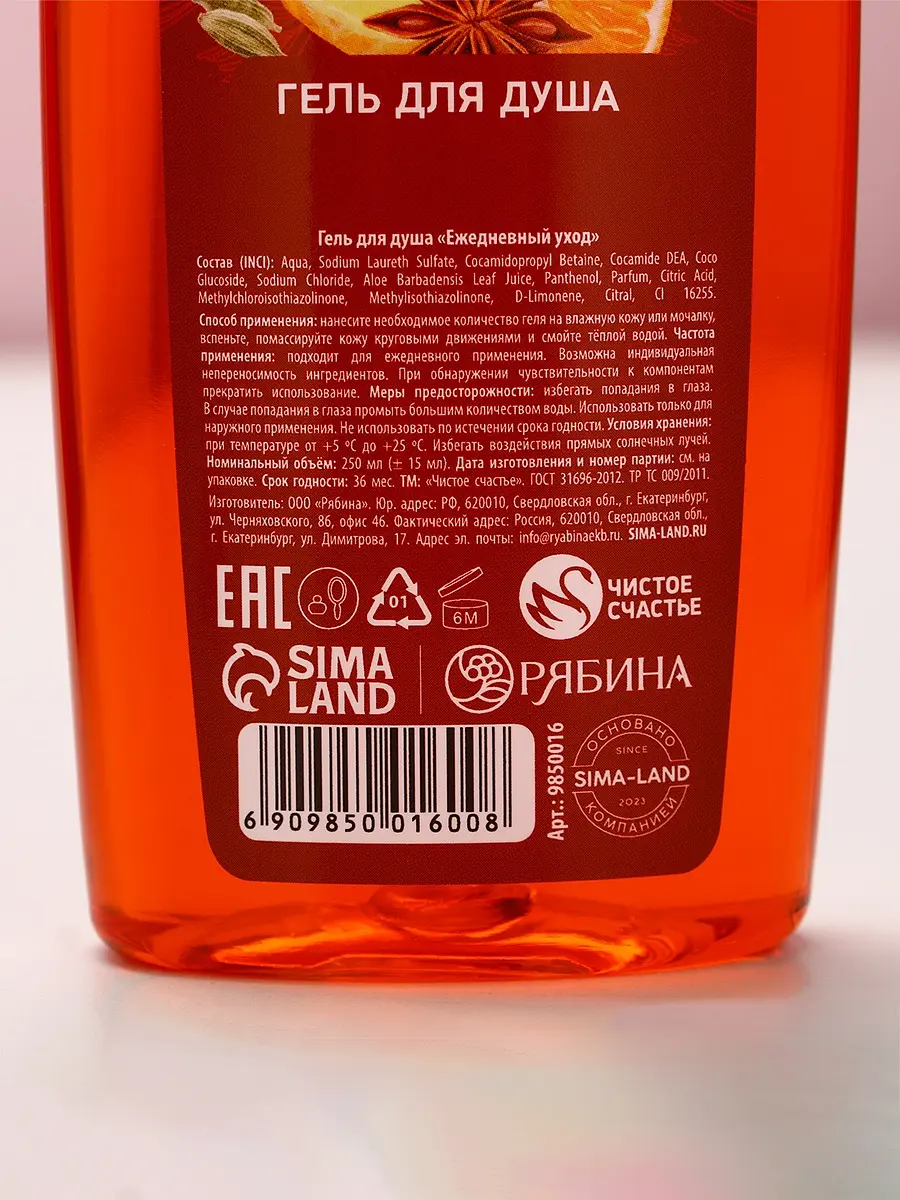 ГЕЛЬ ДЛЯ ДУША
Гель для душа «Ежедневный уход»
Состав (INCI): Aqua, Sodium Laureth Sulfate, Cocamidopropyl Betaine, Cocamide DEA, Coco
Glucoside, Sodium Chloride, Aloe Barbadensis Leaf Juice, Panthenol, Parfum, Citric Acid,
Methylchloroisothiazolinone, Methylisothiazolinone, D-Limonene, Citral, CI 16255.
Способ применения: нанесите необходимое количество геля на влажную кожу или мочалку,
вспеньте, помассируйте кожу круговыми движениями и смойте тёплой водой. Частота
применения: подходит для ежедневного применения. Возможна индивидуальная
непереносимость ингредиентов. При обнаружении чувствительности к компонентам
прекратить использование. Меры предосторожности: избегать попадания в глаза.
В случае попадания в глаза промыть большим количеством воды. Использовать только для
наружного применения. Не использовать по истечении срока годности. Условия хранения:
при температуре от +5 ºC до +25 ºC. Избегать воздействия прямых солнечных лучей.
Номинальный объём: 250 мл (± 15 мл). Дата изготовления и номер партии: см. на
упаковке. Срок годности: 36 мес. ТМ: «Чистое счастье». ГОСТ 31696-2012. ТР ТС 009/2011.
Изготовитель: ООО «Рябина». Юр. адрес: РФ, 620010, Свердловская обл., г. Екатеринбург,
ул. Черняховского, 86, офис 46. Фактический адрес: Россия, 620010, Свердловская обл.,
г. Екатеринбург, ул. Димитрова, 17. Адрес эл. почты: info@ryabinaekb.ru. SIMA-LAND.RU
EAC
01
6M
ЧИСТОЕ
СЧАСТЬЕ
SIMA
LAND
РЯБИНА
6 909850 016008
Арт.: 9850016
ОСНОВАНО
SINCE
SIMA-LAND
2023
КОМПАНИЕЙ